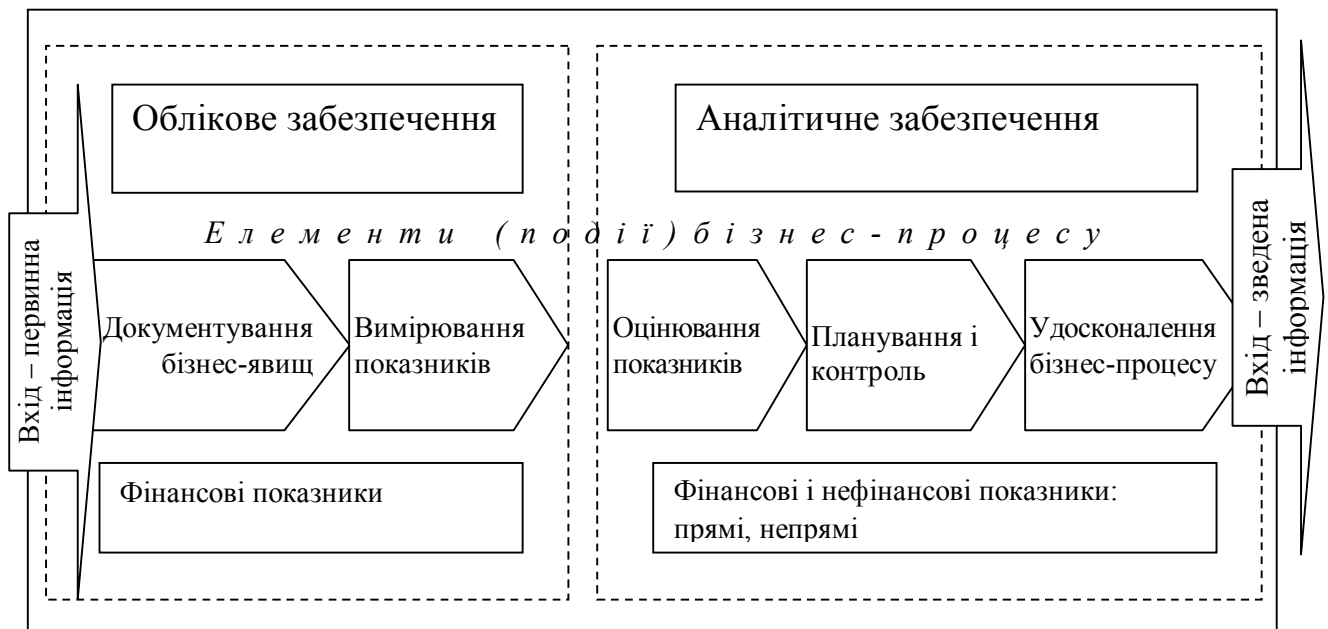 Облікове забезпечення
Аналітичне забезпечення
Елементи (події) бізнес-процесу
Вхід – первинна
інформація
Документування
бізнес-явищ
Вимірювання
показників
Оцінювання
показників
Планування і
контроль
Удосконалення
бізнес-процесу
Вхід – зведена
інформація
Фінансові показники
Фінансові і нефінансові показники:
прямі, непрямі